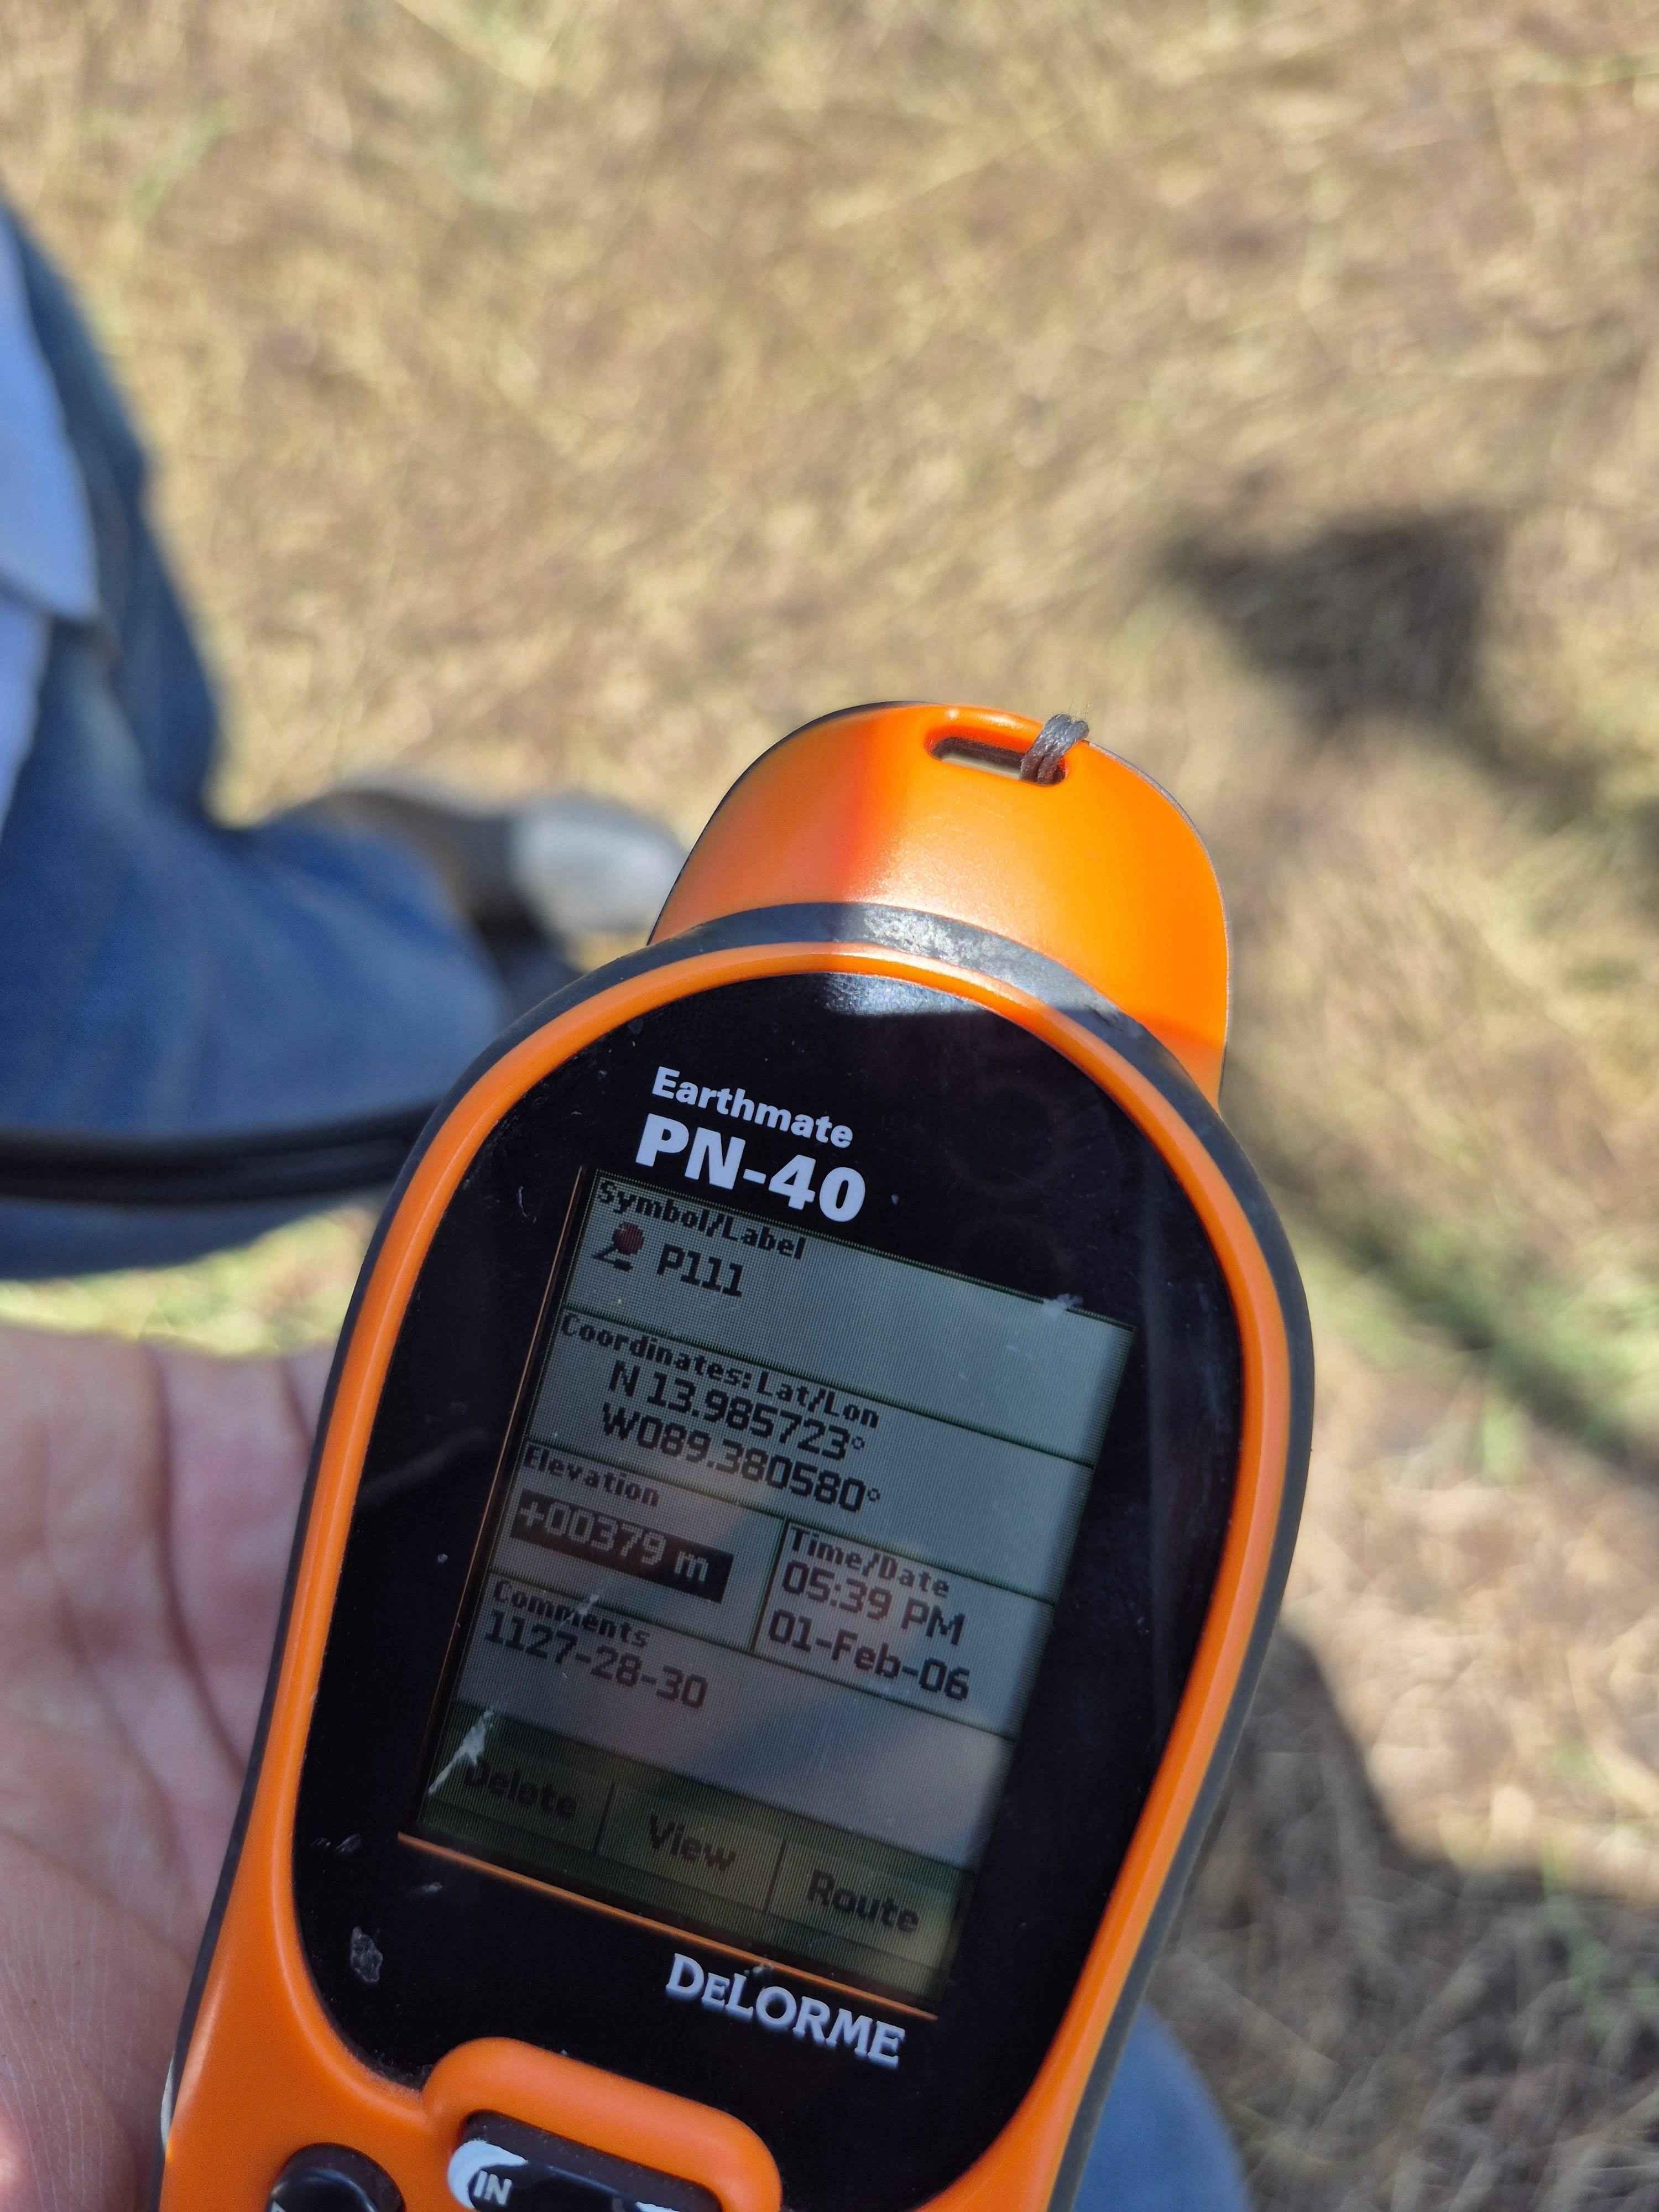 Earthmate
PN-40
Symbol/Label
P111
Coordinates: Lat/Lon
N 13.985723°
W089.380580°
Elevation
+00379 m
Time/Date
05:39 PM
01-Feb-06
Comments
1127-28-30
Delete
View
Route
DeLORME
IN